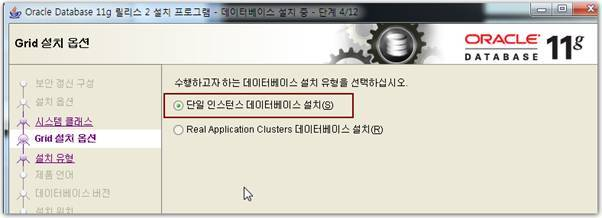 Oracle Database 11g 릴리스 2 설치 프로그램 - 데이터베이스 설치 중 - 단계 4/12
Grid 설치 옵션
ORACLE
DATABASE
11g
보안 갱신 구성
설치 옵션
시스템 클래스
Grid 설치 옵션
설치 유형
제품 언어
데이터베이스 버전
설치 위치
수행하고자 하는 데이터베이스 설치 유형을 선택하십시오.
단일 인스턴스 데이터베이스 설치(S)
Real Application Clusters 데이터베이스 설치(R)